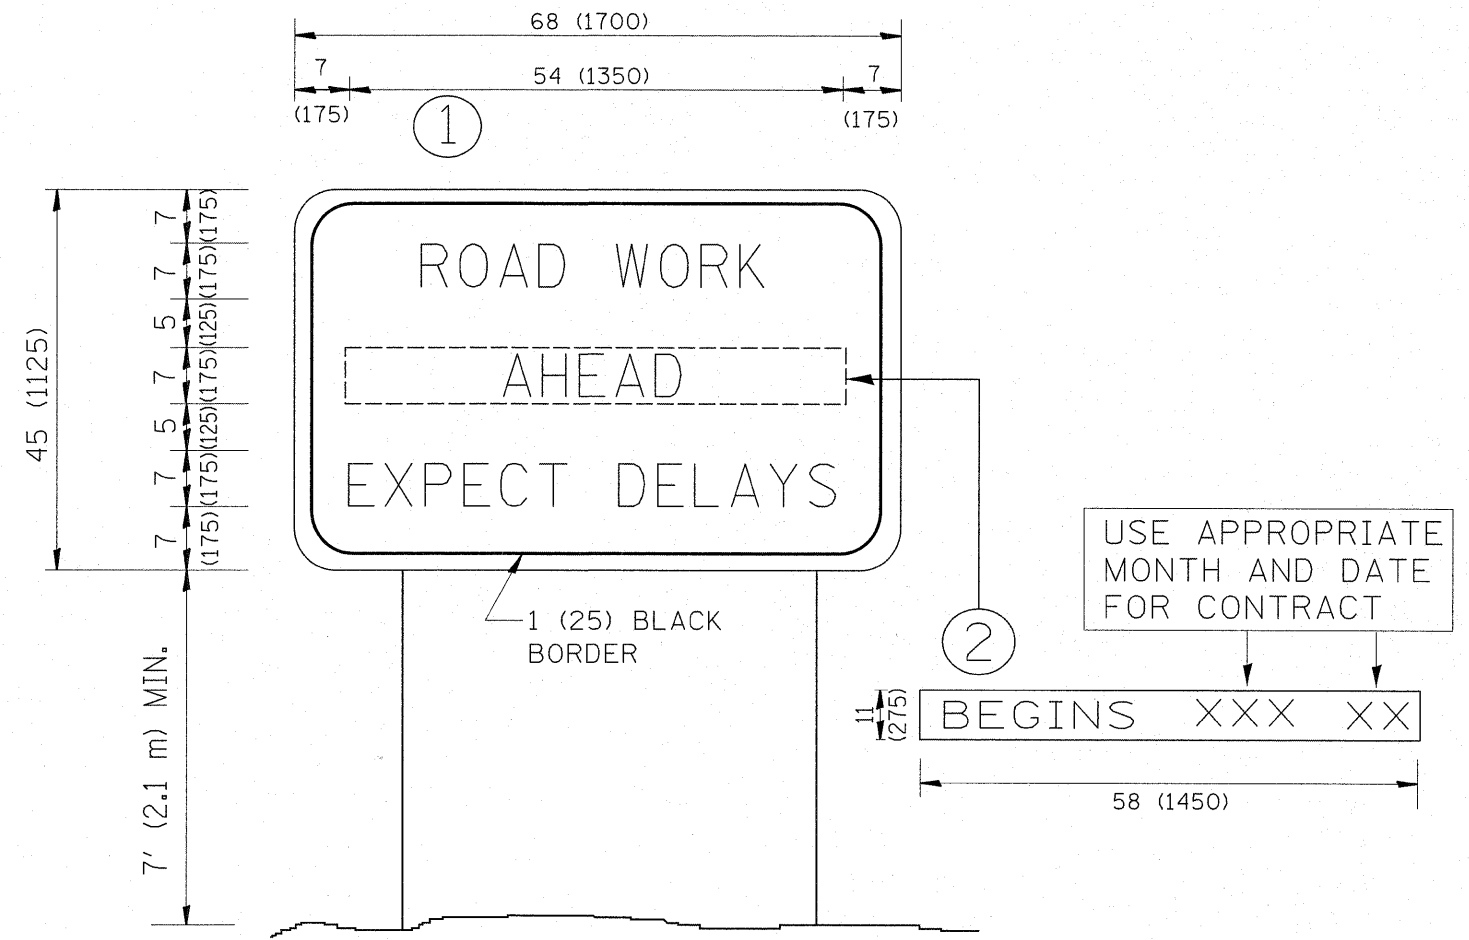 68 (1700)
7
54 (1350)
7
(175)
(175)
1
45 (1125)
7 (175)
7 (175)
5 (125)
7 (175)
5 (125)
7 (175)
7 (175)
7' (2.1 m) MIN.
ROAD WORK
AHEAD
EXPECT DELAYS
1 (25) BLACK
BORDER
2
USE APPROPRIATE
MONTH AND DATE
FOR CONTRACT
11
(275)
BEGINS XXX XX
58 (1450)